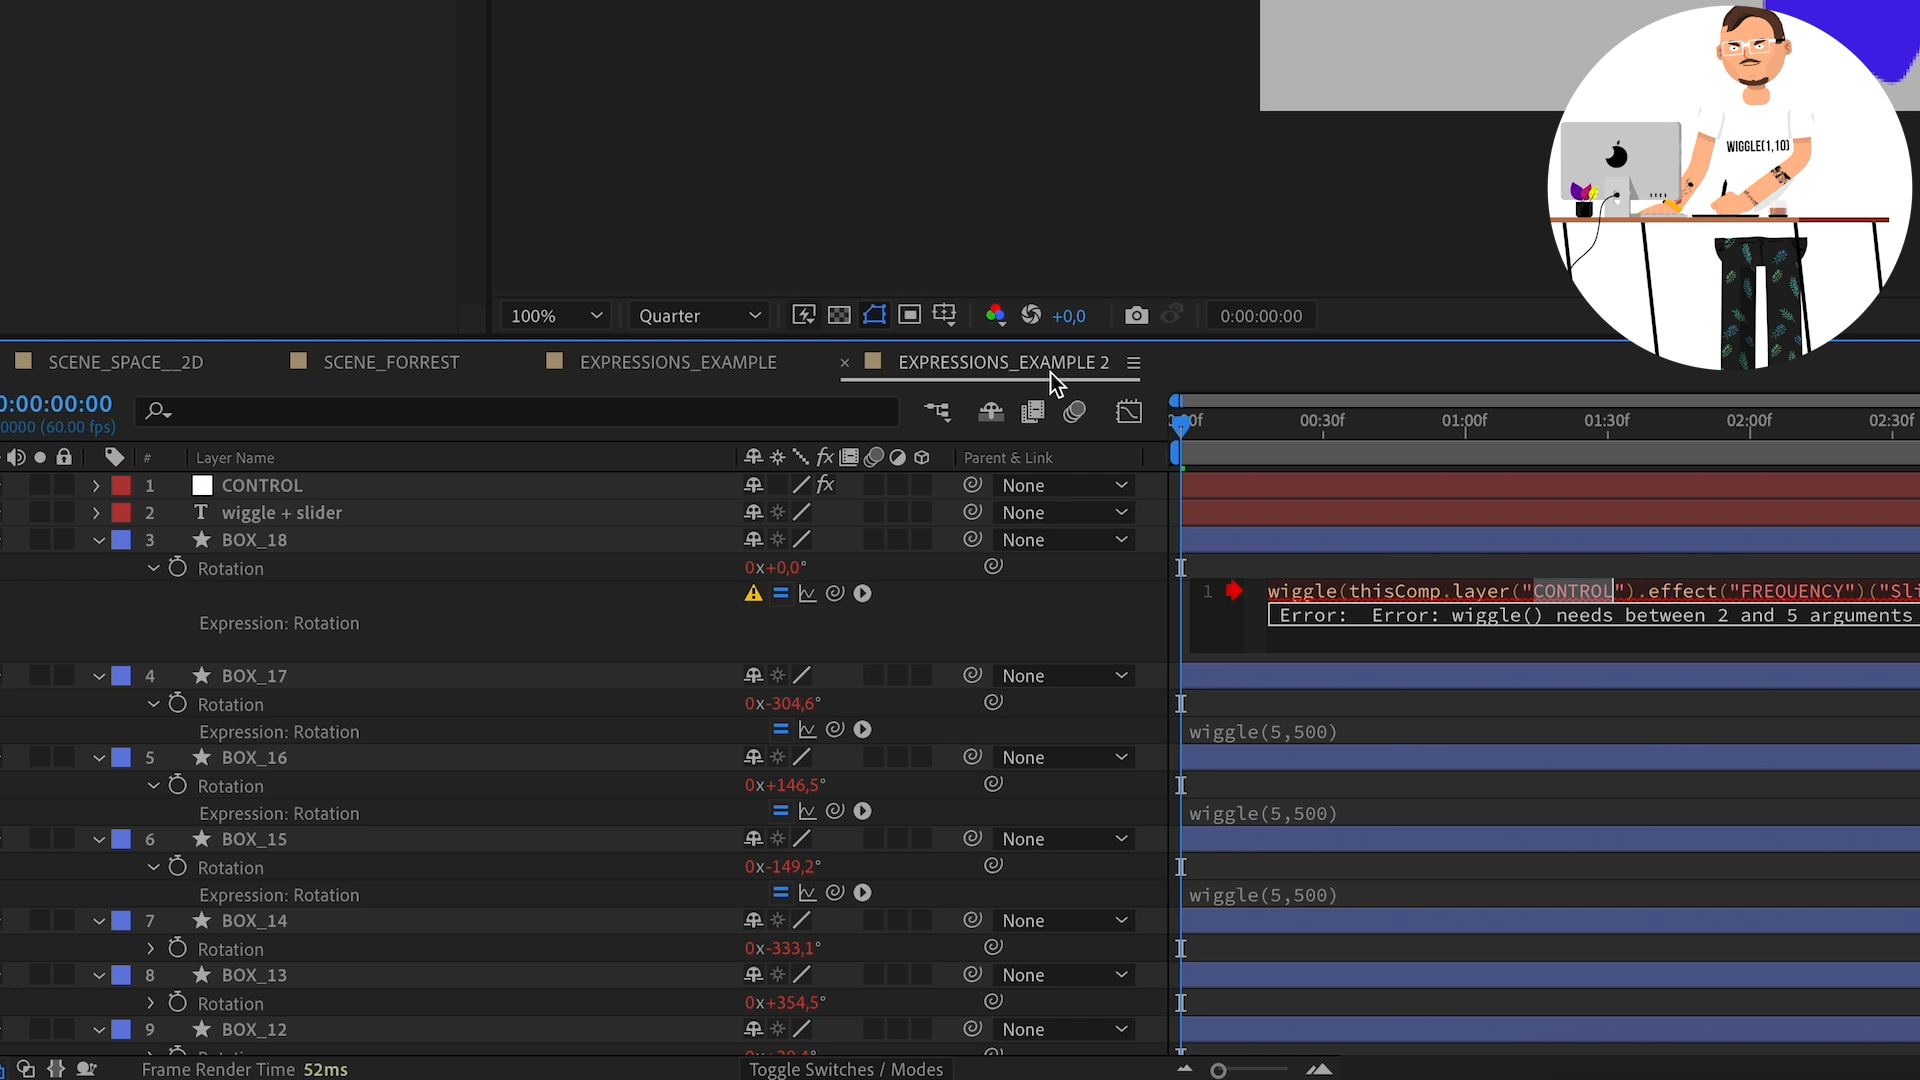 WIGGLE(1,10)
100% Quarter +0,0 0:00:00:00
SCENE_SPACE__2D SCENE_FORREST EXPRESSIONS_EXAMPLE × EXPRESSIONS_EXAMPLE 2
0:00:00:00
0000 (60.00 fps)
00f 00:30f 01:00f 01:30f 02:00f 02:30f
# Layer Name fx Parent & Link
1 CONTROL fx None
2 T wiggle + slider None
3 BOX_18 None
Rotation 0x+0,0°
1 wiggle(thisComp.layer("CONTROL").effect("FREQUENCY")("Sli
Error: Error: wiggle() needs between 2 and 5 arguments
Expression: Rotation
4 BOX_17 None
Rotation 0x-304,6°
Expression: Rotation wiggle(5,500)
5 BOX_16 None
Rotation 0x+146,5°
Expression: Rotation wiggle(5,500)
6 BOX_15 None
Rotation 0x-149,2°
Expression: Rotation wiggle(5,500)
7 BOX_14 None
Rotation 0x-333,1°
8 BOX_13 None
Rotation 0x+354,5°
9 BOX_12 None
Frame Render Time 52ms Toggle Switches / Modes